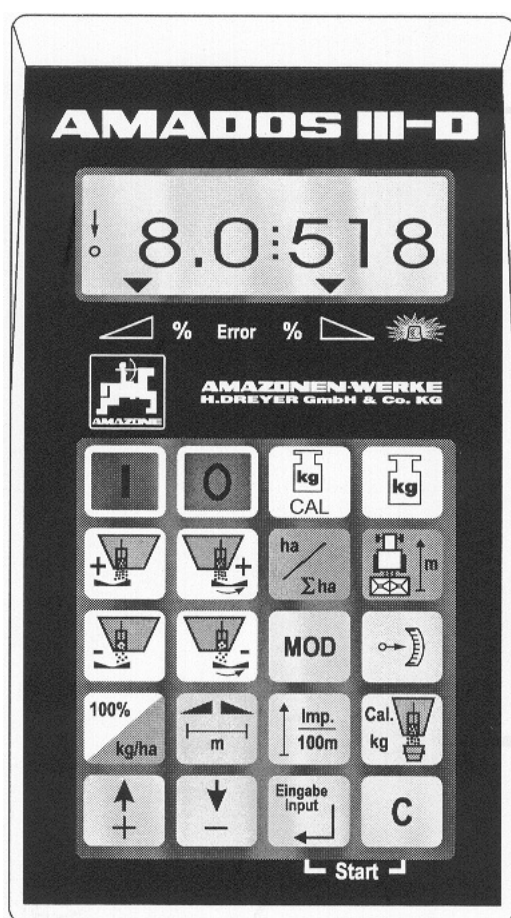 AMADOS III-D
8.0:518
% Error %
AMAZONE
AMAZONEN-WERKE
H.DREYER GmbH & Co. KG
I O kg CAL kg
+ + ha/Σha m
- - MOD
100% kg/ha m Imp./100m Cal. kg
+ - Eingabe Input C
Start